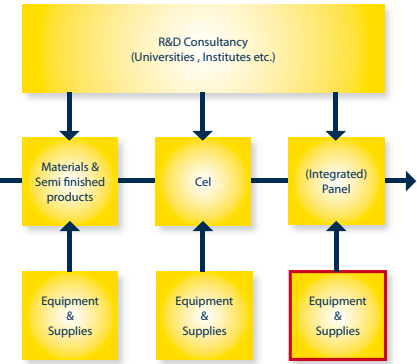 R&D Consultancy
(Universities , Institutes etc.)
Materials &
Semi finished
products
Cel
(Integrated)
Panel
Equipment
&
Supplies
Equipment
&
Supplies
Equipment
&
Supplies